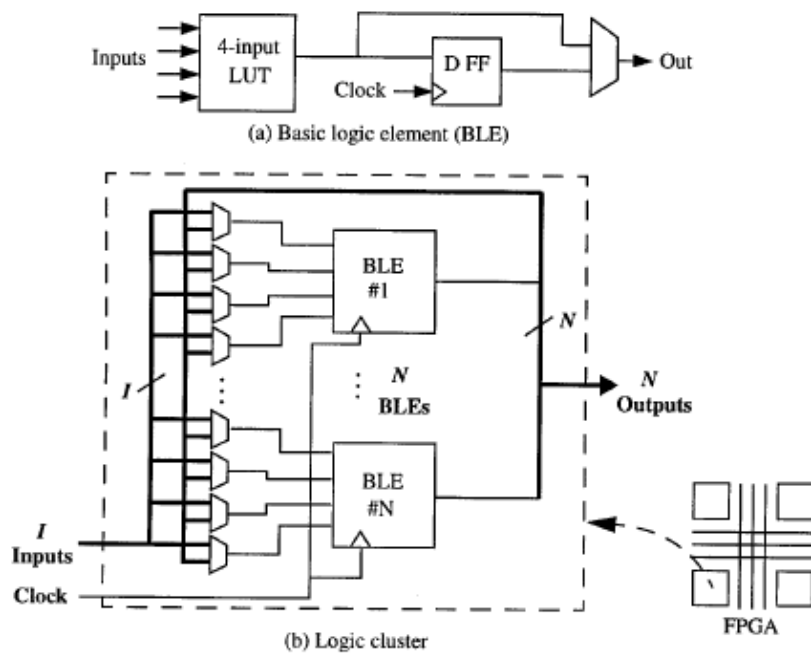 Inputs
4-input
LUT
D FF
Clock
Out
(a) Basic logic element (BLE)
BLE
#1
I
N
N
BLEs
N
Outputs
BLE
#N
I
Inputs
Clock
FPGA
(b) Logic cluster